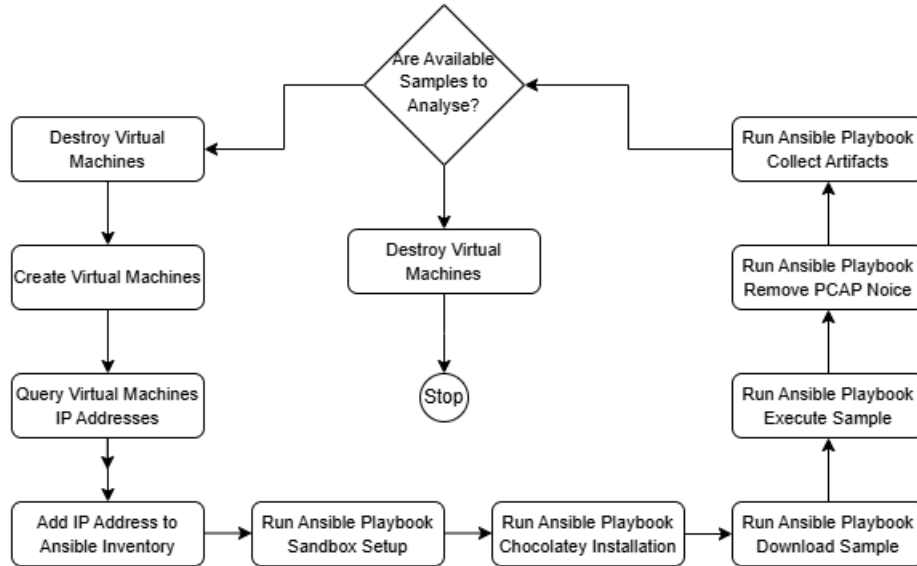 Are Available
Samples to
Analyse?
Destroy Virtual
Machines
Create Virtual Machines
Query Virtual Machines
IP Addresses
Add IP Address to
Ansible Inventory
Run Ansible Playbook
Sandbox Setup
Run Ansible Playbook
Chocolatey Installation
Run Ansible Playbook
Download Sample
Run Ansible Playbook
Execute Sample
Run Ansible Playbook
Remove PCAP Noice
Run Ansible Playbook
Collect Artifacts
Destroy Virtual
Machines
Stop